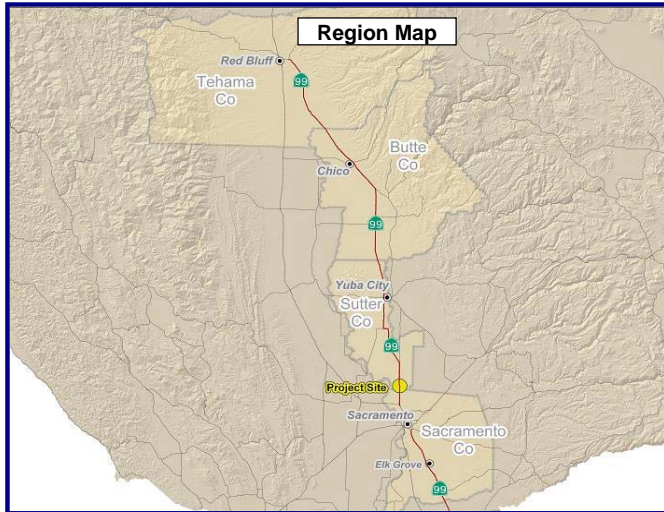 Region Map
Red Bluff
99
Tehama
Co
Butte
Co
Chico
99
Yuba City
Sutter
Co
99
Project Site
Sacramento
Sacramento
Co
Elk Grove
99